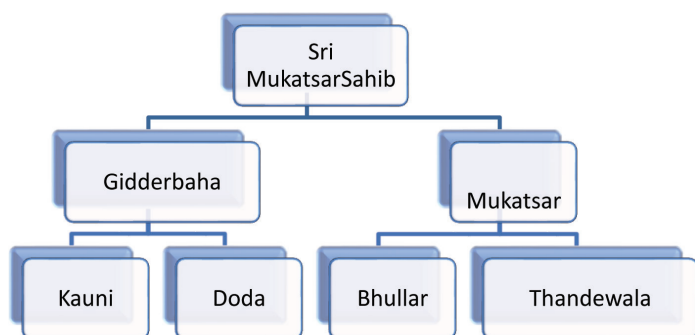 Sri
MukatsarSahib
Gidderbaha
Mukatsar
Kauni
Doda
Bhullar
Thandewala